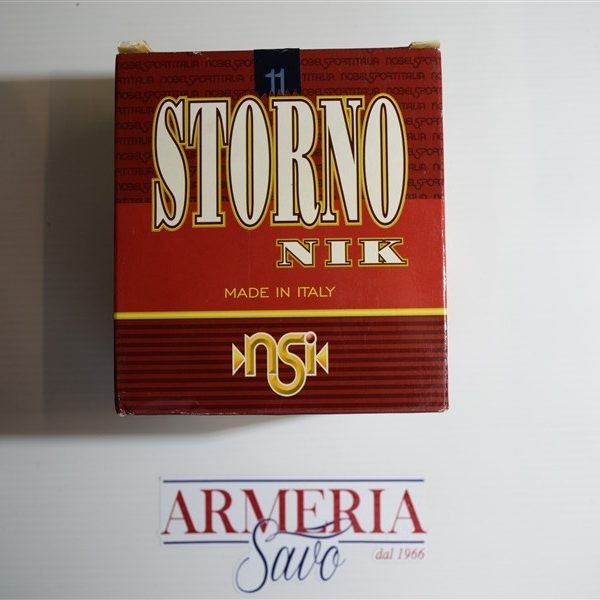 11
STORNO
NIK
MADE IN ITALY
nsi
ARMERIA
Savo
dal 1966